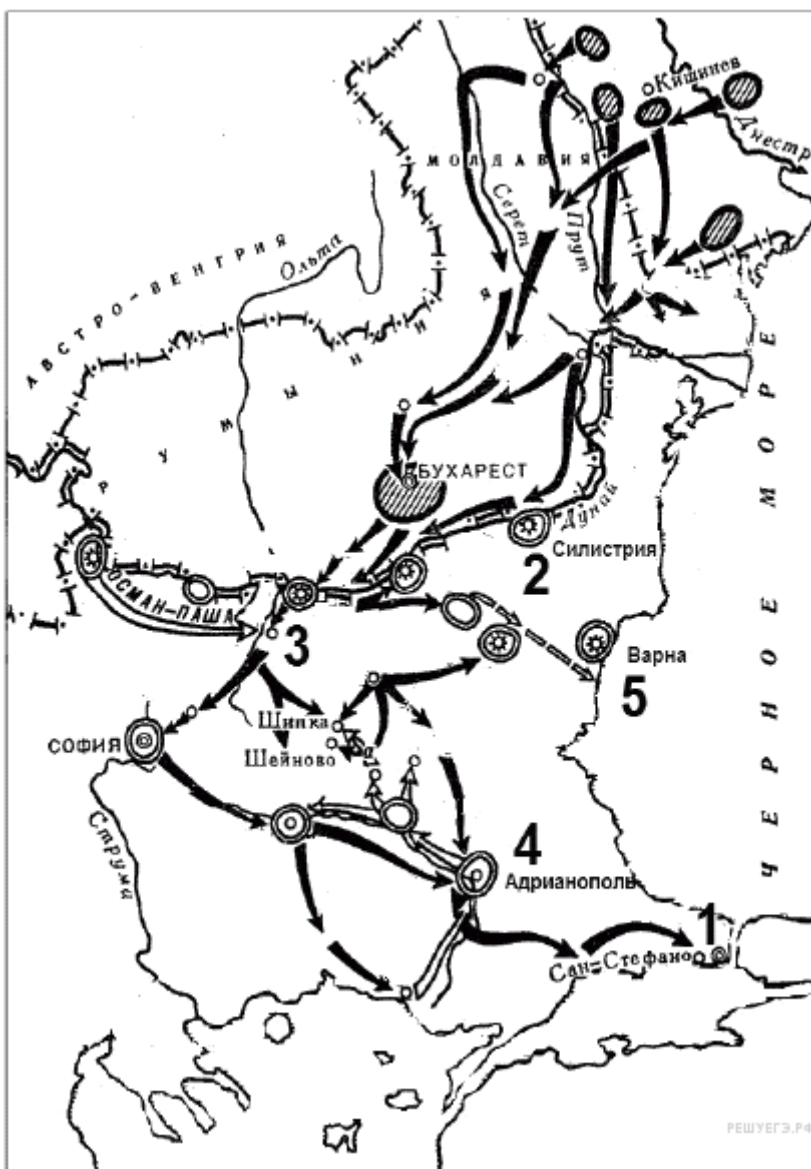 Кишинев
Днестр
МОЛДАВИЯ
Серет
Прут
АВСТРО-ВЕНГРИЯ
Ольта
РУМЫНИЯ
БУХАРЕСТ
Дунай
Силистрия
2
ОСМАН-ПАША
3
Варна
5
Шипка
Шейново
СОФИЯ
Струма
4
Адрианополь
1
Сан-Стефано
ЧЕРНОЕ МОРЕ
РЕШУЕГЭ.РФ